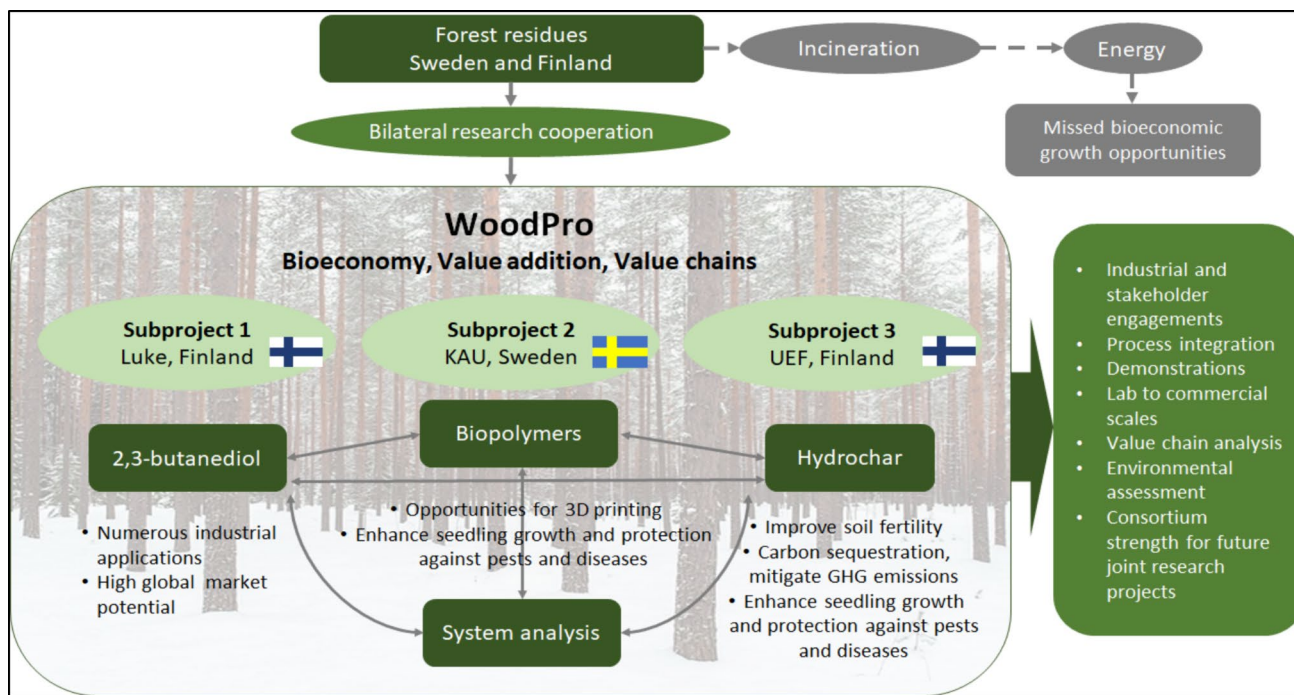 Forest residues
Sweden and Finland
Incineration
Energy
Bilateral research cooperation
Missed bioeconomic
growth opportunities
WoodPro
Bioeconomy, Value addition, Value chains
Subproject 1
Luke, Finland
Subproject 2
KAU, Sweden
Subproject 3
UEF, Finland
2,3-butanediol
Biopolymers
Hydrochar
• Numerous industrial
applications
• High global market
potential
• Opportunities for 3D printing
• Enhance seedling growth and protection
against pests and diseases
• Improve soil fertility
• Carbon sequestration,
mitigate GHG emissions
• Enhance seedling growth
and protection against pests
and diseases
System analysis
• Industrial and
stakeholder
engagements
• Process integration
• Demonstrations
• Lab to commercial
scales
• Value chain analysis
• Environmental
assessment
• Consortium
strength for future
joint research
projects